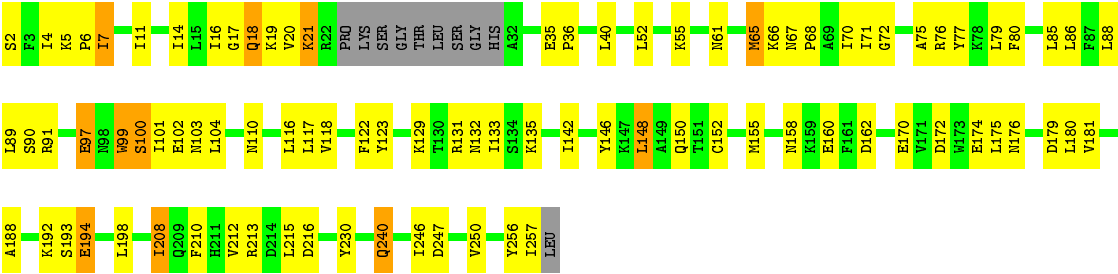 S2 F3 I4 K5 P6 I7 I11 I14 L15 I16 G17 Q18 K19 V20 K21 R22 PRO LYS SER GLY THR LEU SER GLY HIS A32 E35 P36 L40 L52 K55 N61 M65 K66 N67 P68 A69 I70 I71 G72 A75 R76 Y77 K78 L79 F80 L85 L86 F87 L88
L89 S90 R91 E97 N98 W99 S100 I101 E102 N103 L104 N110 L116 L117 V118 F122 Y123 K129 T130 R131 N132 I133 S134 K135 I142 Y146 K147 L148 A149 Q150 T151 C152 M155 N158 K159 E160 F161 D162 E170 V171 D172 W173 E174 L175 N176 D179 L180 V181
A188 K192 S193 E194 L198 I208 Q209 F210 H211 V212 R213 D214 L215 D216 Y230 Q240 I246 D247 V250 Y256 I257 LEU